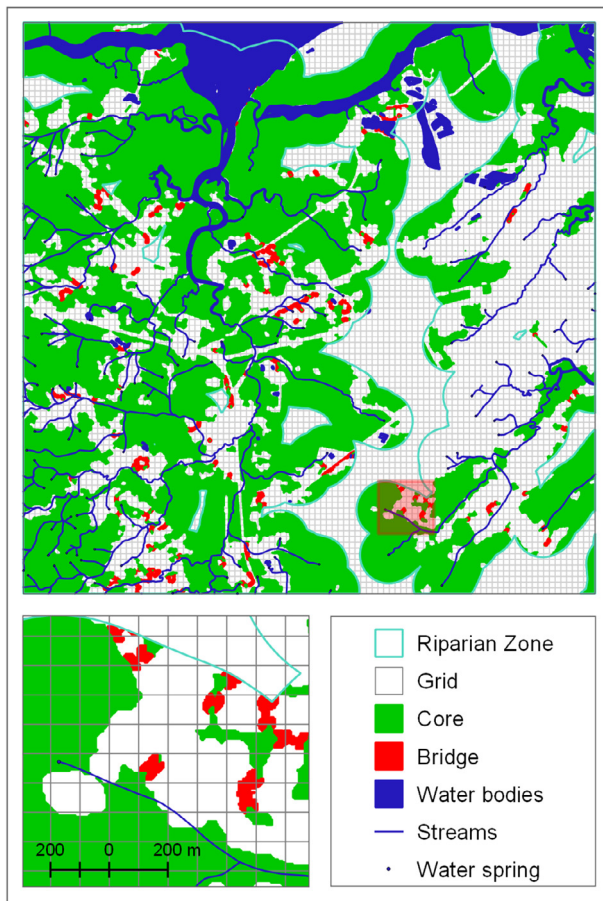 Riparian Zone
Grid
Core
Bridge
Water bodies
Streams
Water spring
200 0 200 m